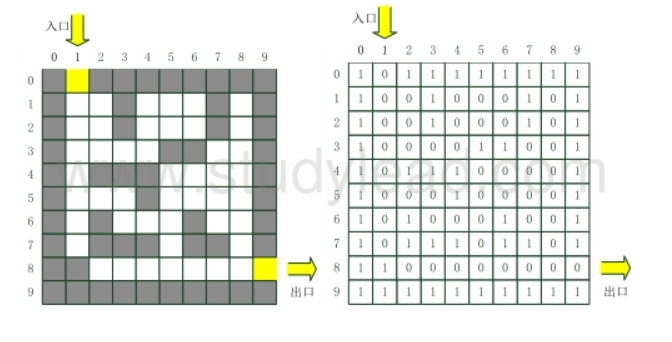 入口
0 1 2 3 4 5 6 7 8 9
0
1
2
3
4
5
6
7
8
9
出口
入口
0 1 2 3 4 5 6 7 8 9
0 1 0 1 1 1 1 1 1 1 1
1 1 0 0 1 0 0 0 1 0 1
2 1 0 0 1 0 0 0 1 0 1
3 1 0 0 0 0 1 1 0 0 1
4 1 0 1 1 1 0 0 0 0 1
5 1 0 0 0 1 0 0 0 0 1
6 1 0 1 0 0 0 1 0 0 1
7 1 0 1 1 1 0 1 1 0 1
8 1 1 0 0 0 0 0 0 0 0
9 1 1 1 1 1 1 1 1 1 1
出口
www.studylead.com